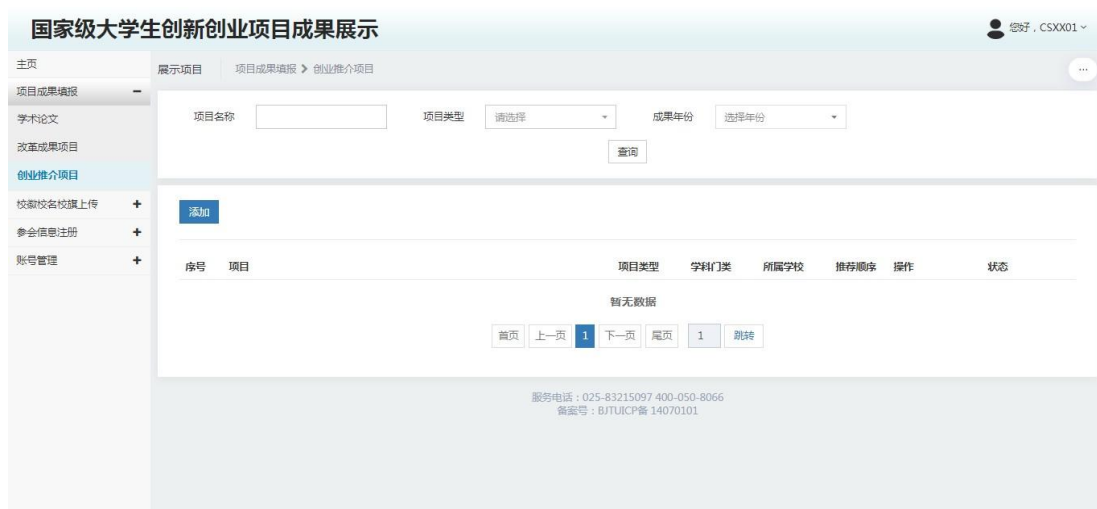 国家级大学生创新创业项目成果展示
您好，CSXX01
主页
展示项目 项目成果填报 > 创业推介项目
...
项目成果填报 −
学术论文
项目名称 项目类型 请选择 成果年份 选择年份
改革成果项目
查询
创业推介项目
校徽校名校旗上传 +
添加
参会信息注册 +
账号管理 +
序号 项目 项目类型 学科门类 所属学校 推荐顺序 操作 状态
暂无数据
首页 上一页 1 下一页 尾页 1 跳转
服务电话：025-83215097 400-050-8066
备案号：BJTUICP备 14070101